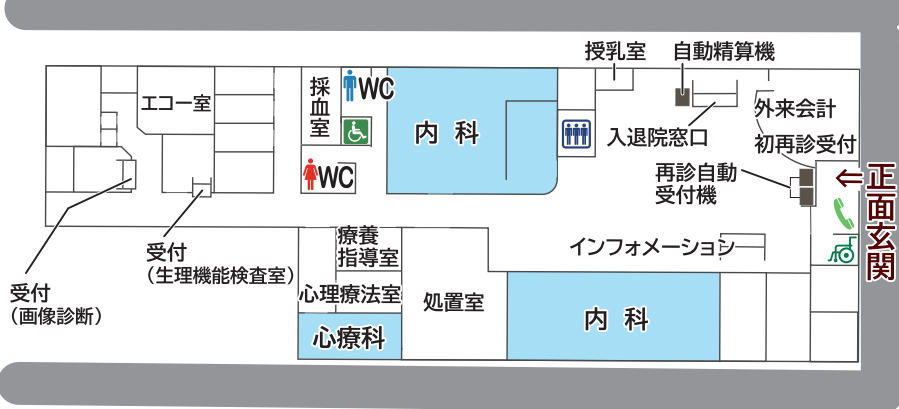 授乳室
自動精算機
エコー室
採血室
WC
内 科
入退院窓口
外来会計
初再診受付
WC
再診自動
受付機
⇐
正面玄関
受付
（生理機能検査室）
受付
（画像診断）
療養
指導室
心理療法室
心療科
処置室
インフォメーション
内 科